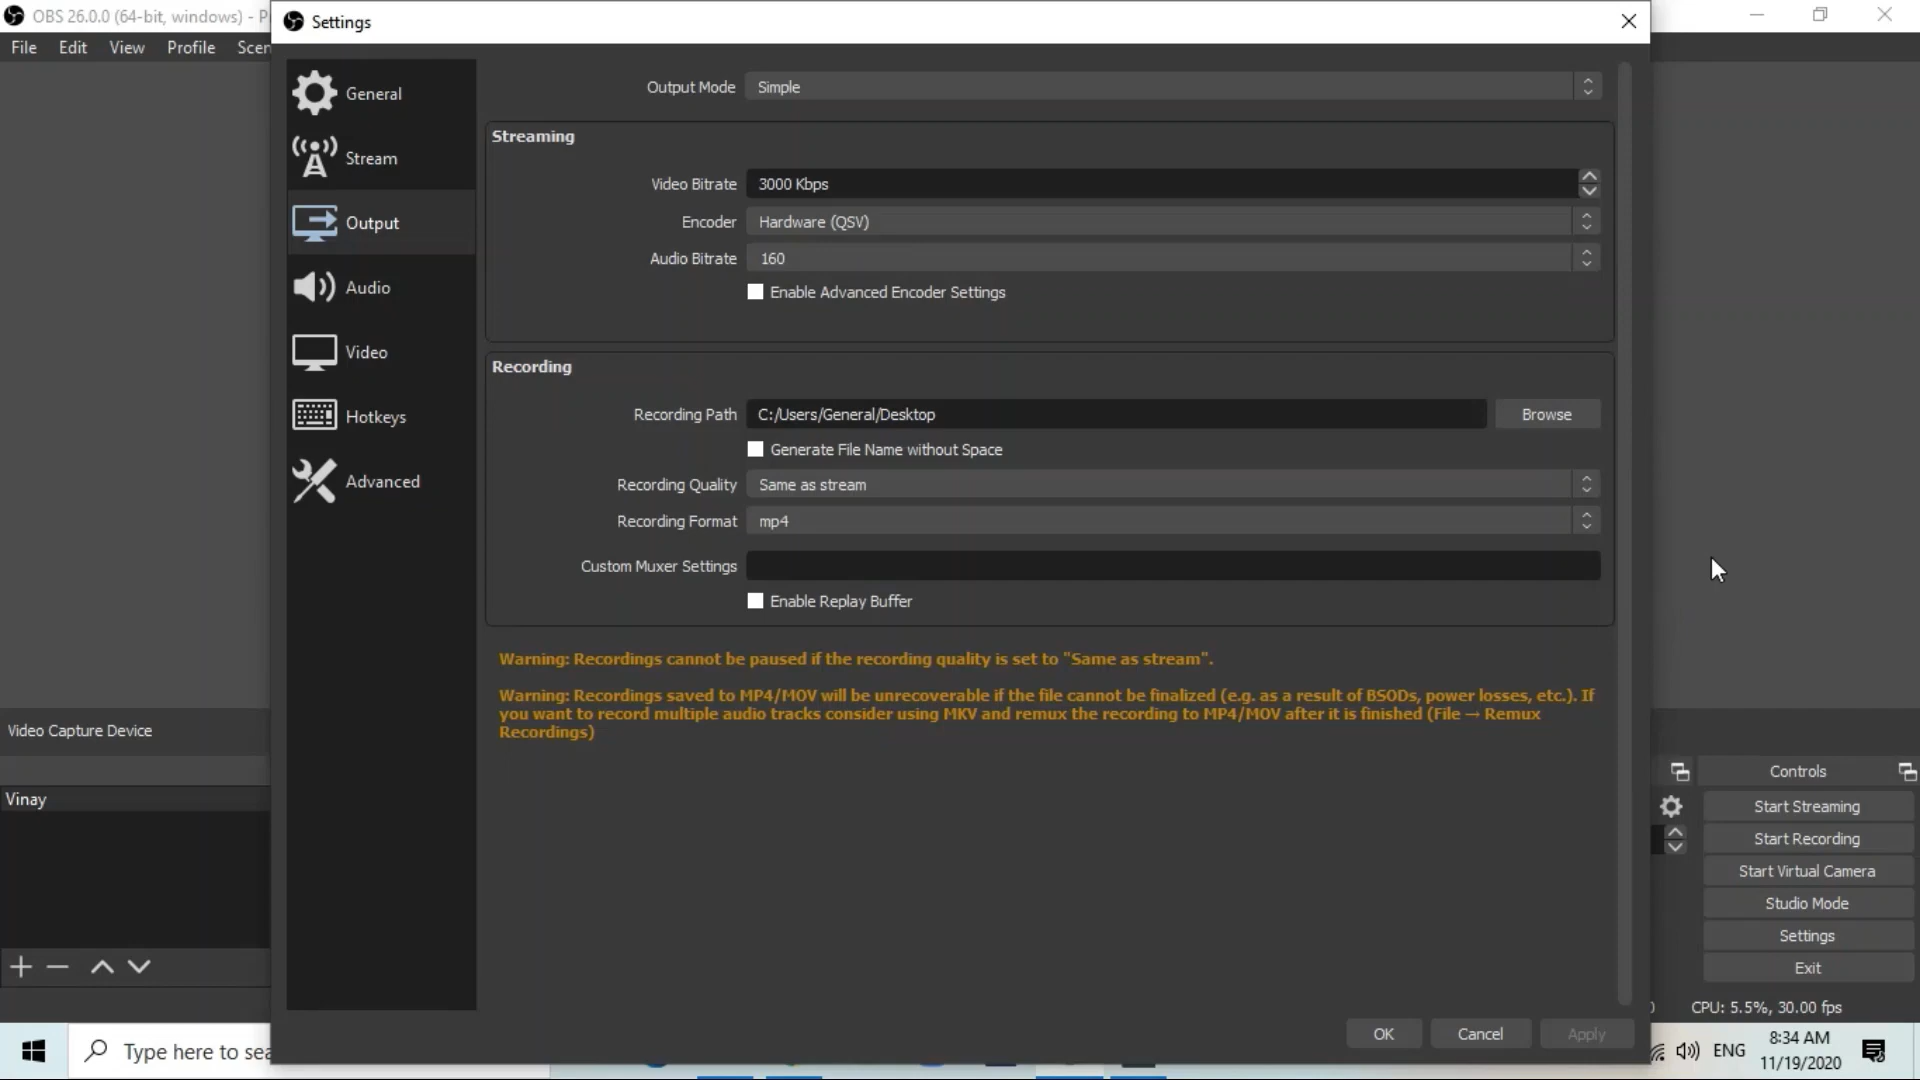 OBS 26.0.0 (64-bit, windows) - P
Settings
File Edit View Profile Scen
General
Stream
Output
Audio
Video
Hotkeys
Advanced
Output Mode Simple
Streaming
Video Bitrate 3000 Kbps
Encoder Hardware (QSV)
Audio Bitrate 160
Enable Advanced Encoder Settings
Recording
Recording Path C:/Users/General/Desktop Browse
Generate File Name without Space
Recording Quality Same as stream
Recording Format mp4
Custom Muxer Settings
Enable Replay Buffer
Warning: Recordings cannot be paused if the recording quality is set to "Same as stream".
Warning: Recordings saved to MP4/MOV will be unrecoverable if the file cannot be finalized (e.g. as a result of BSODs, power losses, etc.). If
you want to record multiple audio tracks consider using MKV and remux the recording to MP4/MOV after it is finished (File → Remux
Recordings)
OK Cancel Apply
Video Capture Device
Vinay
Controls
Start Streaming
Start Recording
Start Virtual Camera
Studio Mode
Settings
Exit
CPU: 5.5%, 30.00 fps
Type here to sea
ENG
8:34 AM
11/19/2020